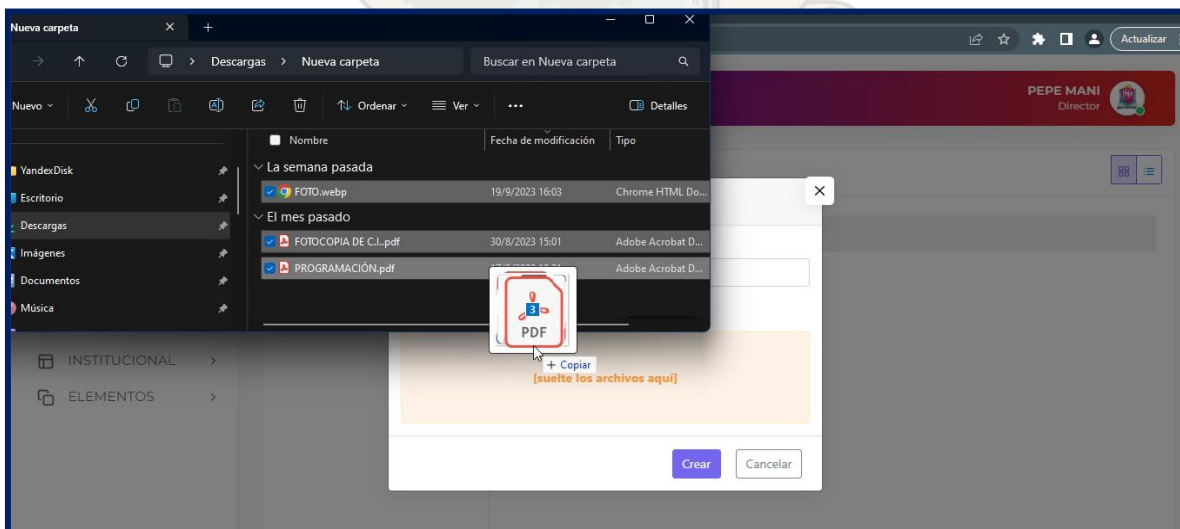 Nueva carpeta
Actualizar
Descargas > Nueva carpeta
Buscar en Nueva carpeta
PEPE MANI
Director
Nuevo
Ordenar
Ver
Detalles
Nombre
Fecha de modificación
Tipo
YandexDisk
La semana pasada
Escritorio
FOTO.webp
19/9/2023 16:03
Chrome HTML Do...
Descargas
El mes pasado
Imágenes
FOTOCOPIA DE C.I..pdf
30/8/2023 15:01
Adobe Acrobat D...
Documentos
PROGRAMACIÓN.pdf
Adobe Acrobat D...
Música
3
PDF
INSTITUCIONAL
+ Copiar
[suelte los archivos aquí]
ELEMENTOS
Crear
Cancelar